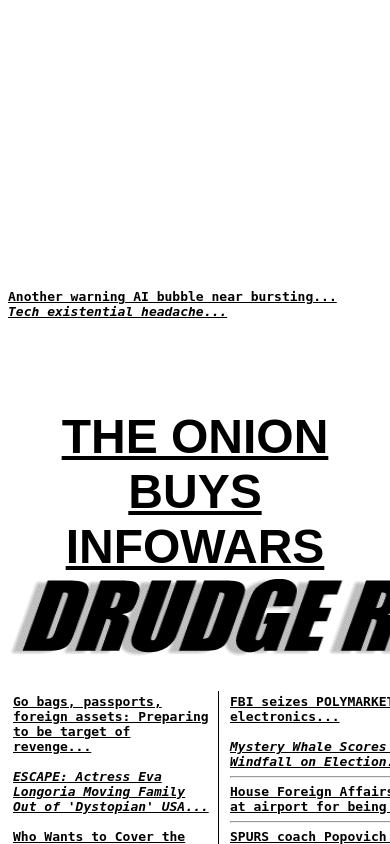 Another warning AI bubble near bursting...
Tech existential headache...
THE ONION
BUYS
INFOWARS
DRUDGE R
Go bags, passports,
foreign assets: Preparing
to be target of
revenge...
ESCAPE: Actress Eva
Longoria Moving Family
Out of 'Dystopian' USA...
Who Wants to Cover the
FBI seizes POLYMARKET
electronics...
Mystery Whale Scores
Windfall on Election.
House Foreign Affairs
at airport for being
SPURS coach Popovich